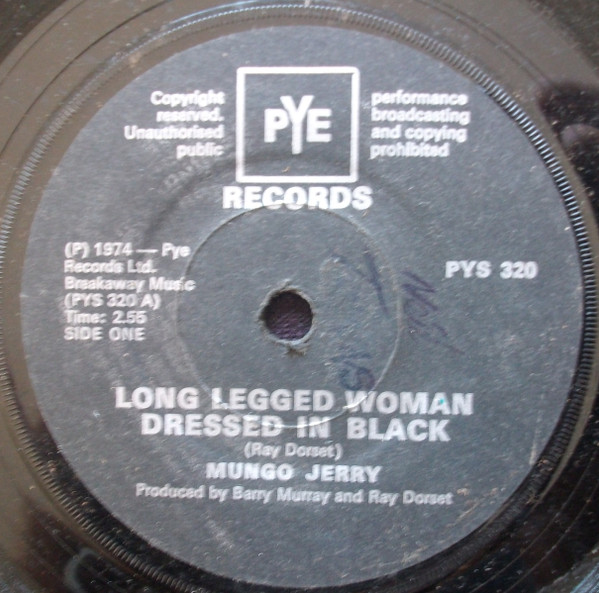 Copyright reserved. Unauthorised public
performance broadcasting and copying prohibited
PYE
RECORDS
(P) 1974 — Pye
Records Ltd.
Breakaway Music
(PYS 320 A)
Time: 2.55
SIDE ONE
PYS 320
LONG LEGGED WOMAN
DRESSED IN BLACK
(Ray Dorset)
MUNGO JERRY
Produced by Barry Murray and Ray Dorset